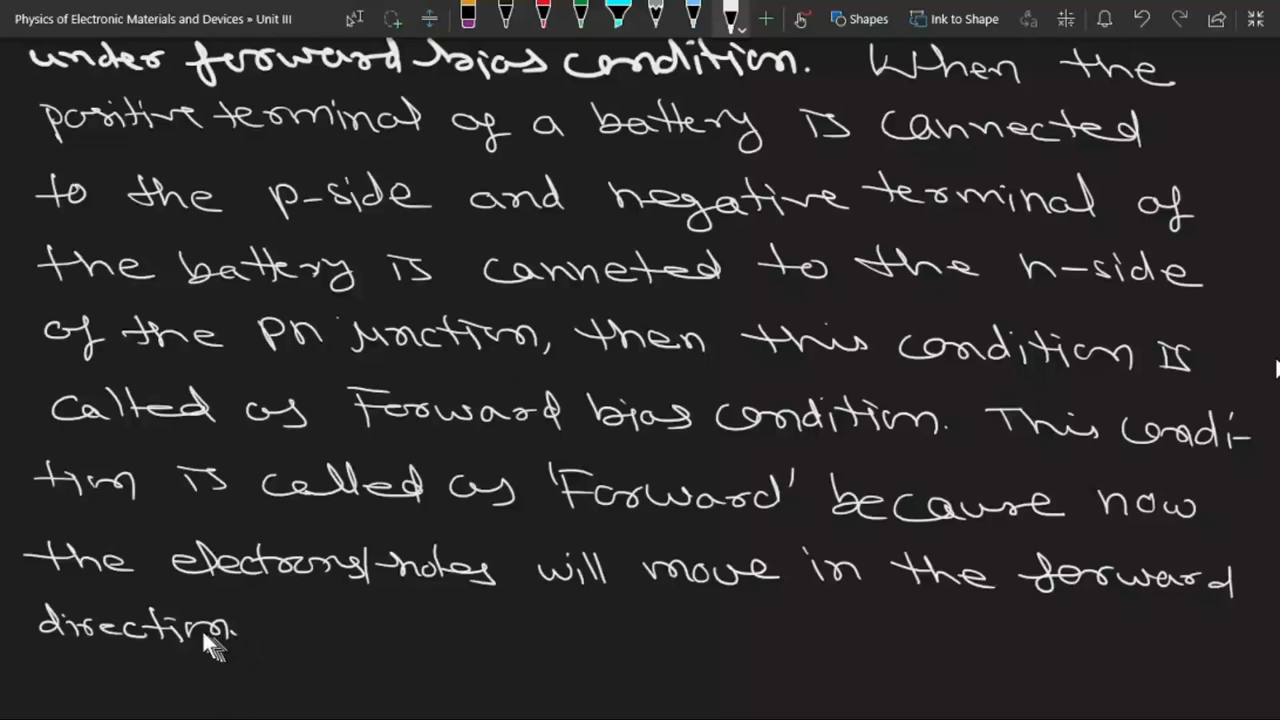 Physics of Electronic Materials and Devices » Unit III
Shapes
Ink to Shape
under forward bias condition. When the
positive terminal of a battery is connected
to the p-side and negative terminal of
the battery is conneted to the n-side
of the pn junction, then this condition is
called as Forward bias condition. This condi-
tion is called as 'Forward' because now
the electrons/holes will move in the forward
direction.